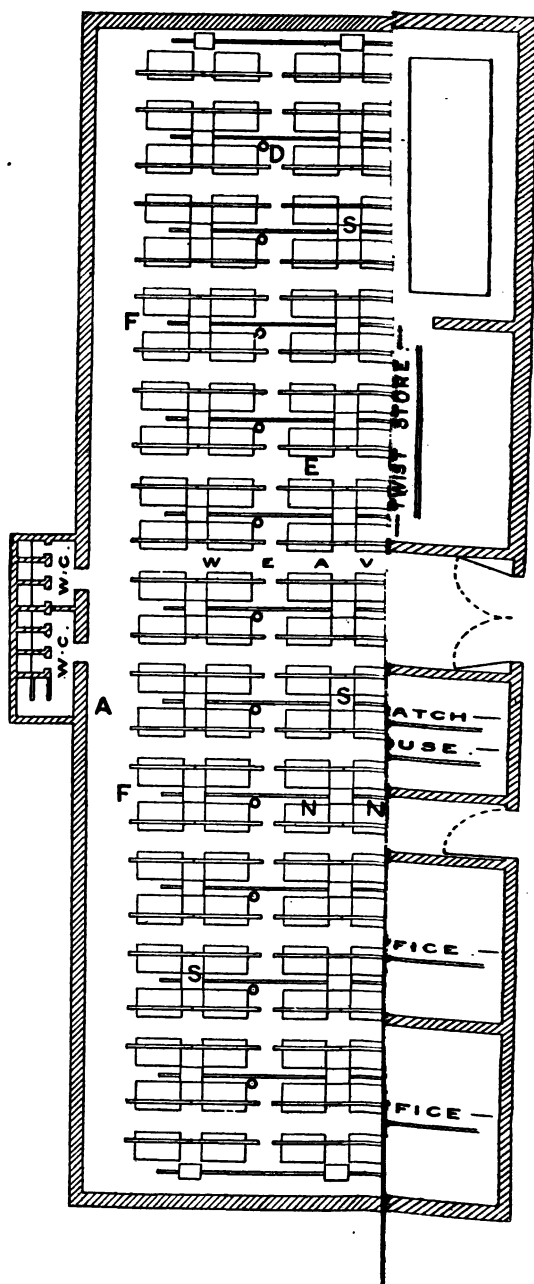 D
S
F
TWIST STORE.
E
W E A V
W.C.
W.C.
S
A
ATCH
USE.
F
N N
FICE.
S
FICE